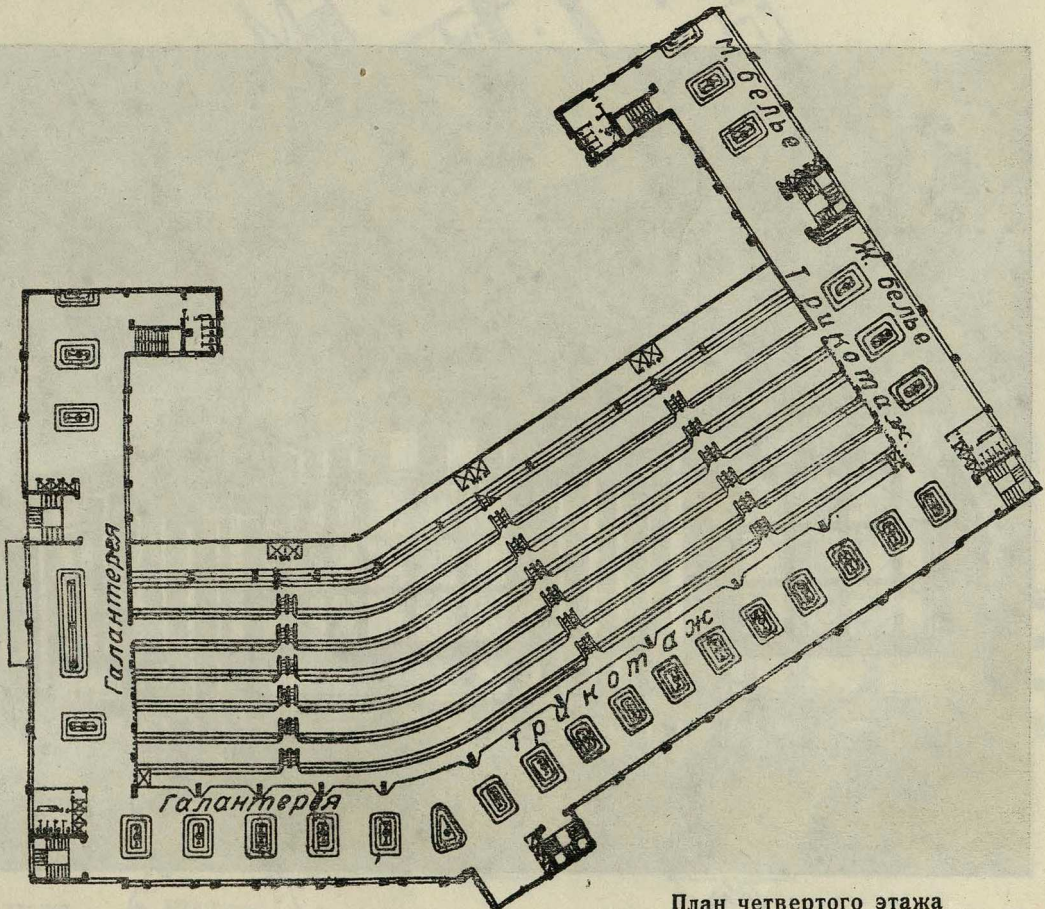 М. белье
Ж. белье
Трикотаж.
Галантерея
Трикотаж
Галантерея
План четвертого этажа